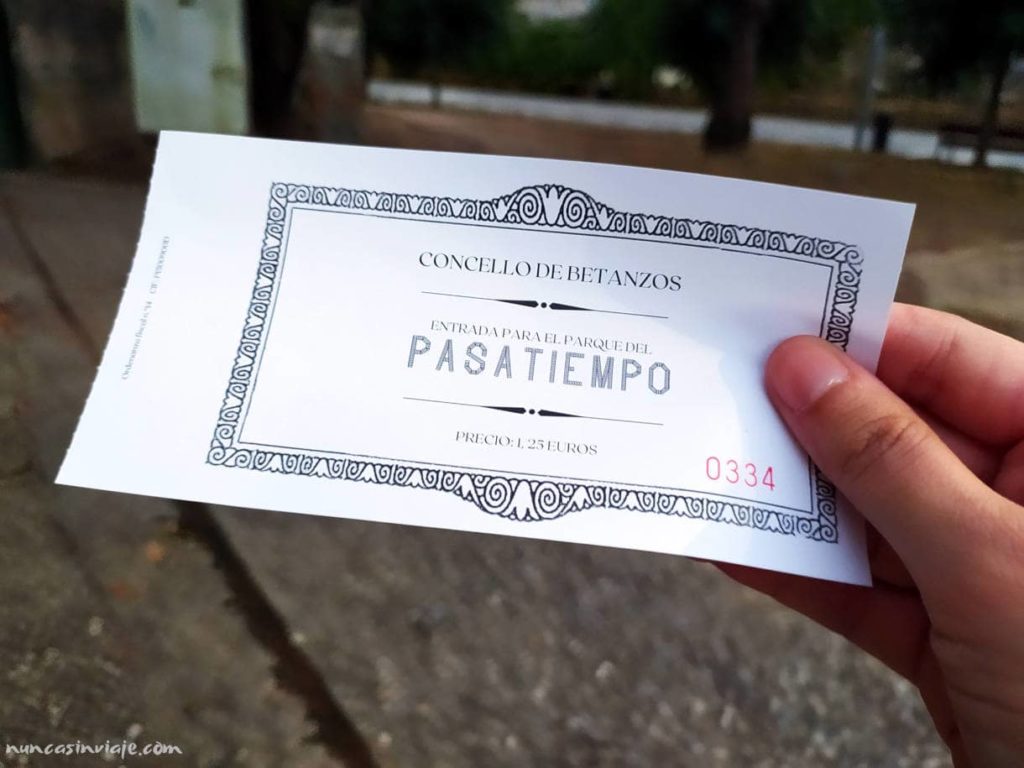 CONCELLO DE BETANZOS
ENTRADA PARA EL PARQUE DEL
PASATIEMPO
PRECIO: 1, 25 EUROS
0334
nuncasinviaje.com